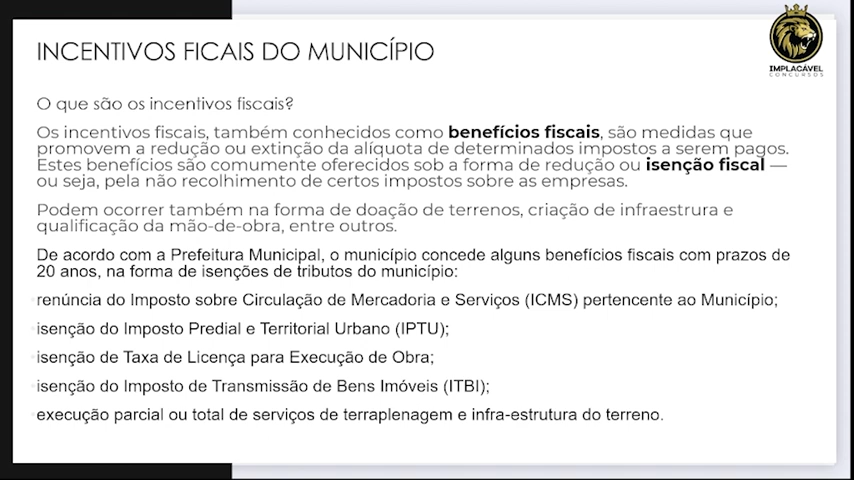 INCENTIVOS FICAIS DO MUNICÍPIO
IMPLACÁVEL
CONCURSOS
O que são os incentivos fiscais?
Os incentivos fiscais, também conhecidos como benefícios fiscais, são medidas que
promovem a redução ou extinção da alíquota de determinados impostos a serem pagos.
Estes benefícios são comumente oferecidos sob a forma de redução ou isenção fiscal —
ou seja, pela não recolhimento de certos impostos sobre as empresas.
Podem ocorrer também na forma de doação de terrenos, criação de infraestrura e
qualificação da mão-de-obra, entre outros.
De acordo com a Prefeitura Municipal, o município concede alguns benefícios fiscais com prazos de
20 anos, na forma de isenções de tributos do município:
renúncia do Imposto sobre Circulação de Mercadoria e Serviços (ICMS) pertencente ao Município;
isenção do Imposto Predial e Territorial Urbano (IPTU);
isenção de Taxa de Licença para Execução de Obra;
isenção do Imposto de Transmissão de Bens Imóveis (ITBI);
execução parcial ou total de serviços de terraplenagem e infra-estrutura do terreno.